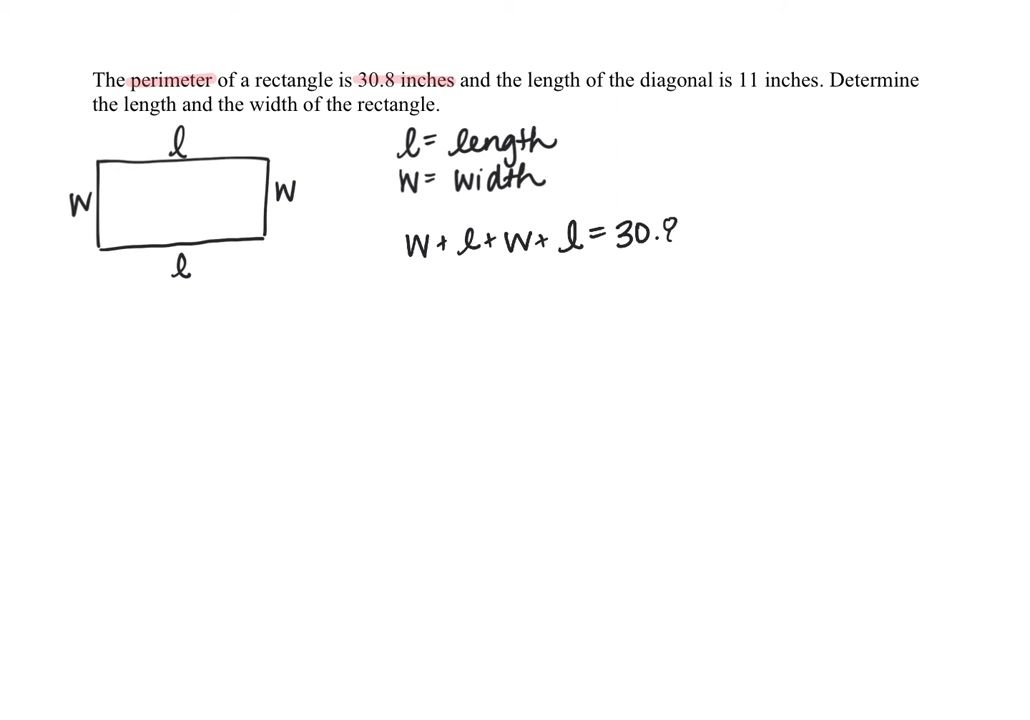 The perimeter of a rectangle is 30.8 inches and the length of the diagonal is 11 inches. Determine
the length and the width of the rectangle.
l
l = length
W
W
W = width
W + l + W + l = 30.?
l